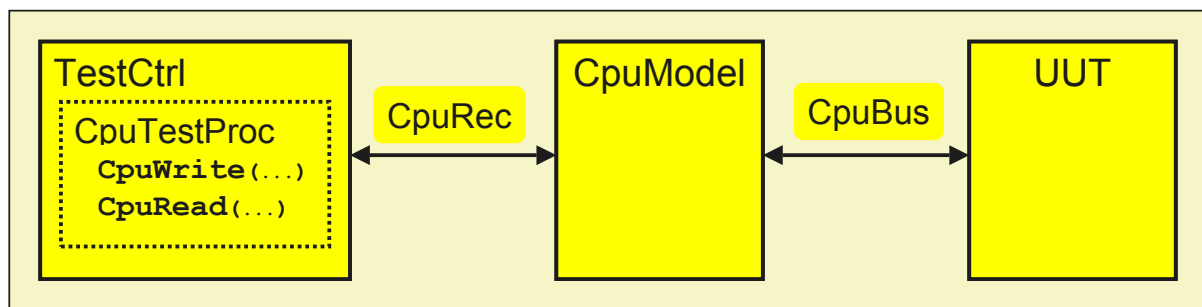 TestCtrl
CpuTestProc
CpuWrite(...)
CpuRead(...)
CpuRec
CpuModel
CpuBus
UUT